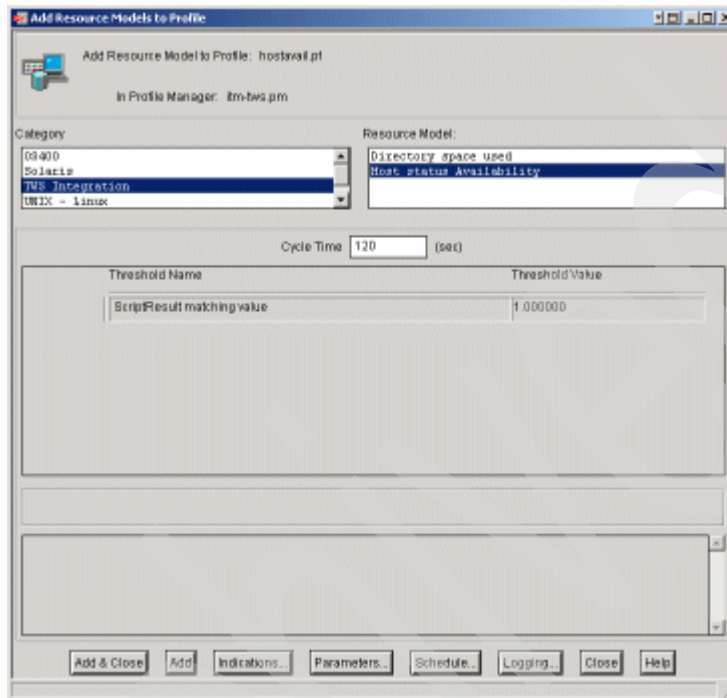 Add Resource Models to Profile
Add Resource Model to Profile: hostavail.pf
In Profile Manager: itm-tws.pm
Category
Resource Model:
OS400
Solaris
TWS Integration
UNIX - Linux
Directory space used
Host status Availability
Cycle Time 120 (sec)
Threshold Name Threshold Value
ScriptResult matching value 1.000000
Add & Close Add Indications... Parameters... Schedule... Logging... Close Help